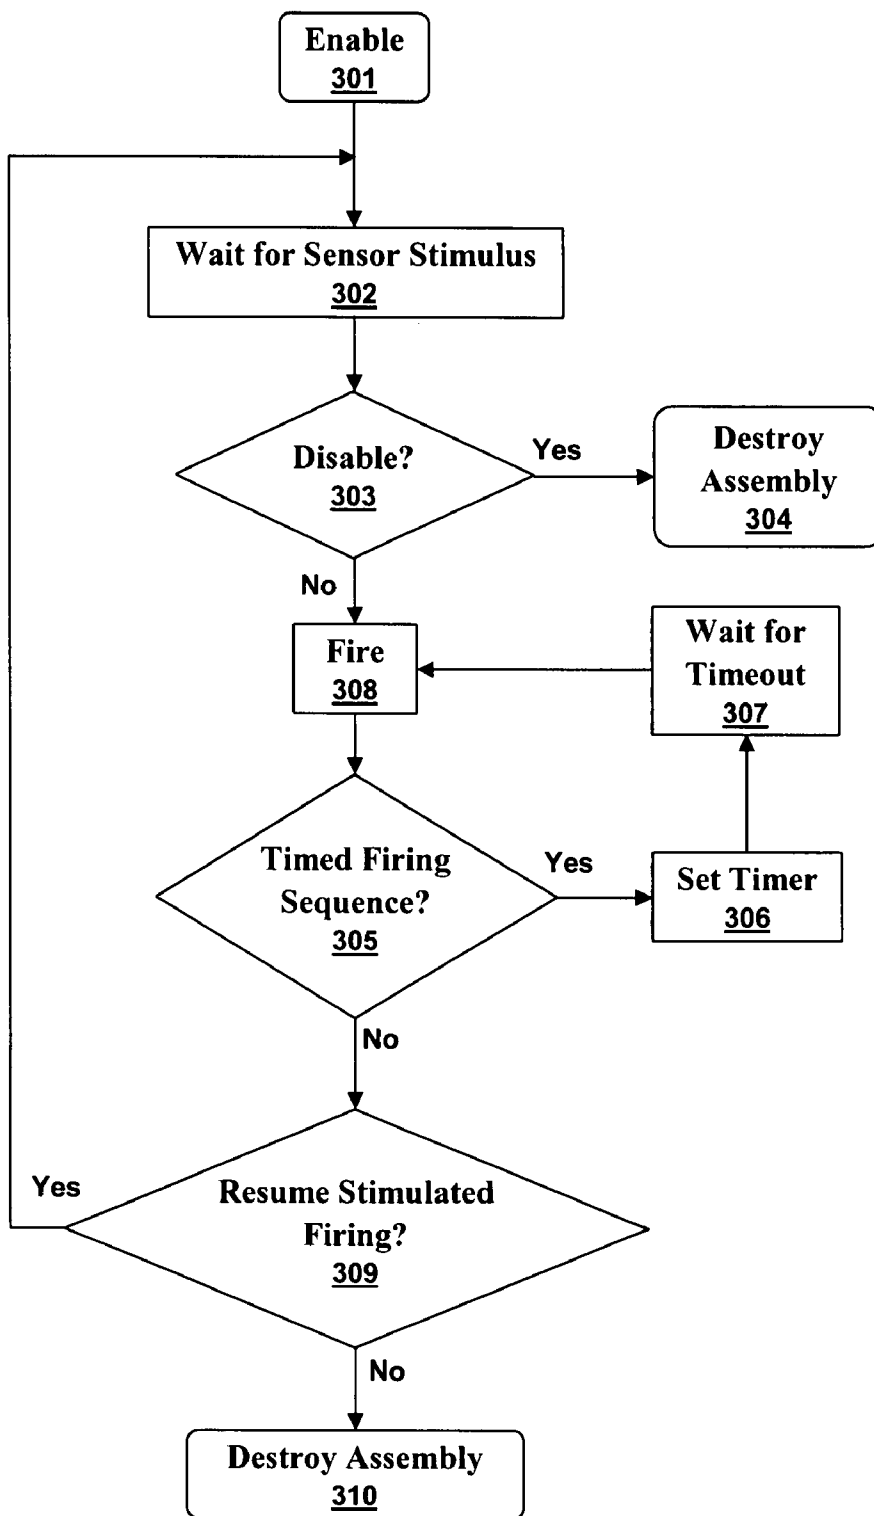 Enable
301
Wait for Sensor Stimulus
302
Disable?
303
Yes
Destroy
Assembly
304
No
Fire
308
Wait for
Timeout
307
Timed Firing
Sequence?
305
Yes
Set Timer
306
No
Resume Stimulated
Firing?
309
Yes
No
Destroy Assembly
310